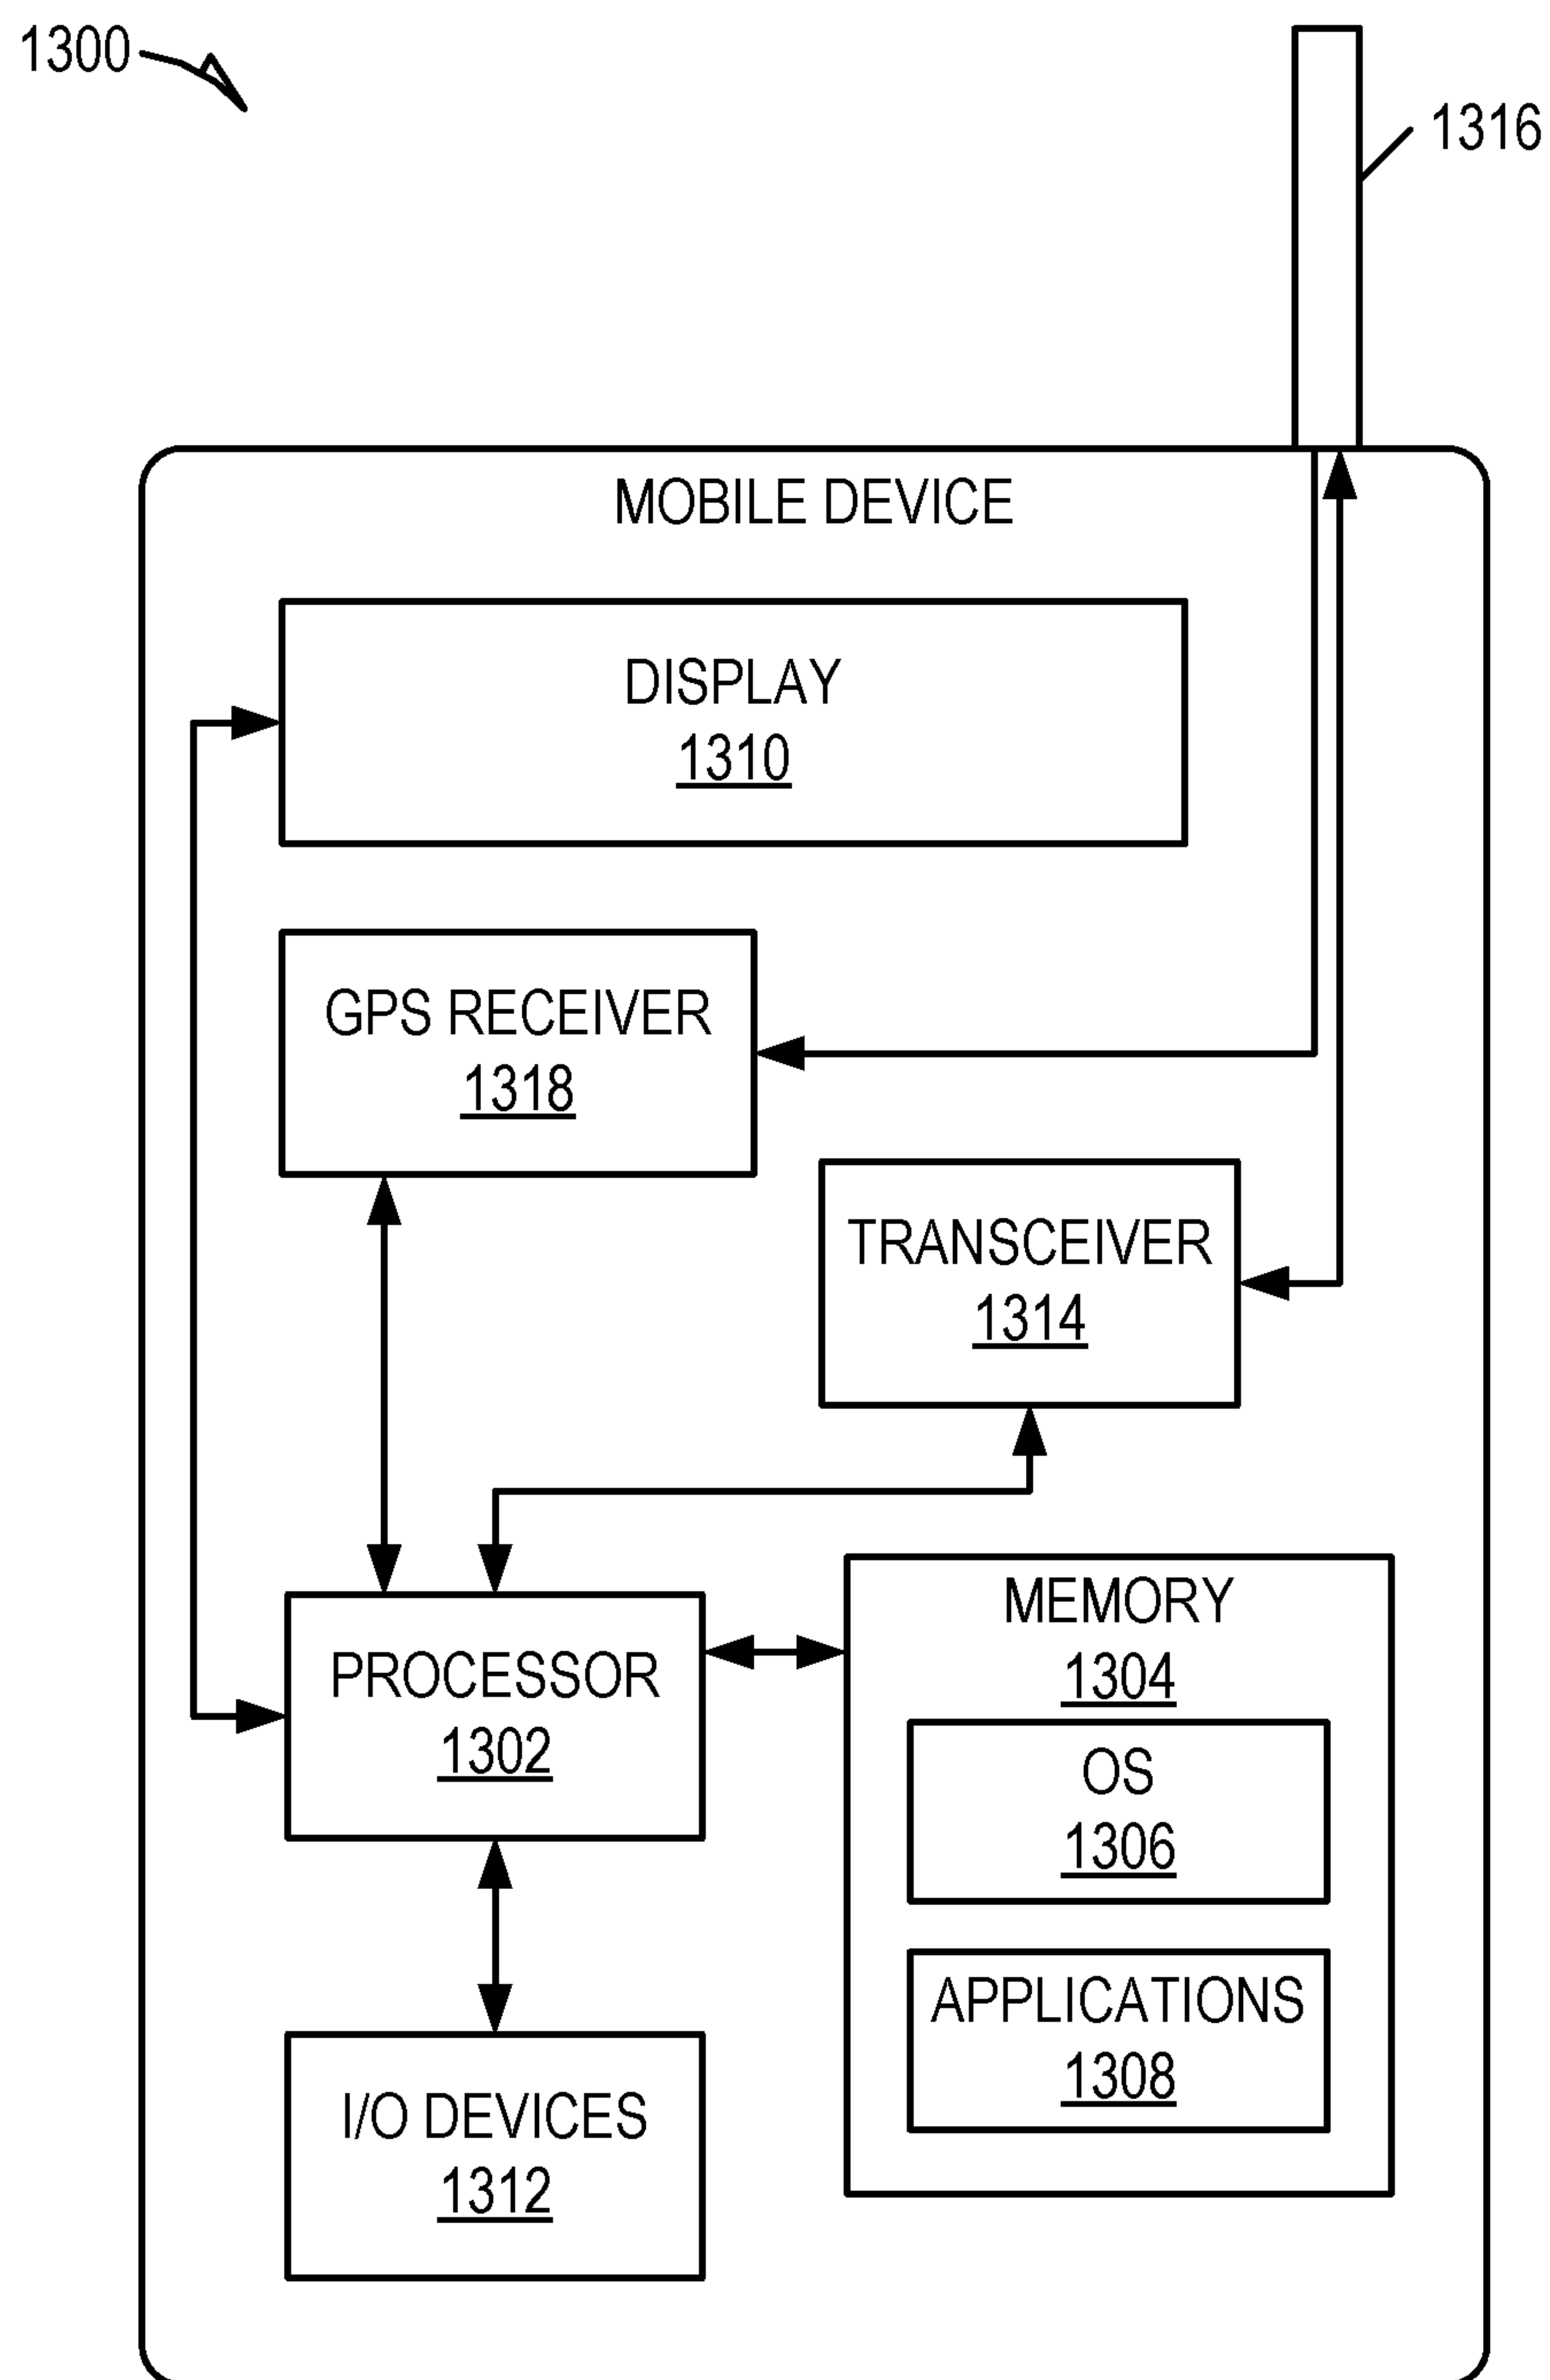 1300
1316
MOBILE DEVICE
DISPLAY
1310
GPS RECEIVER
1318
TRANSCEIVER
1314
MEMORY
1304
PROCESSOR
1302
OS
1306
APPLICATIONS
1308
I/O DEVICES
1312